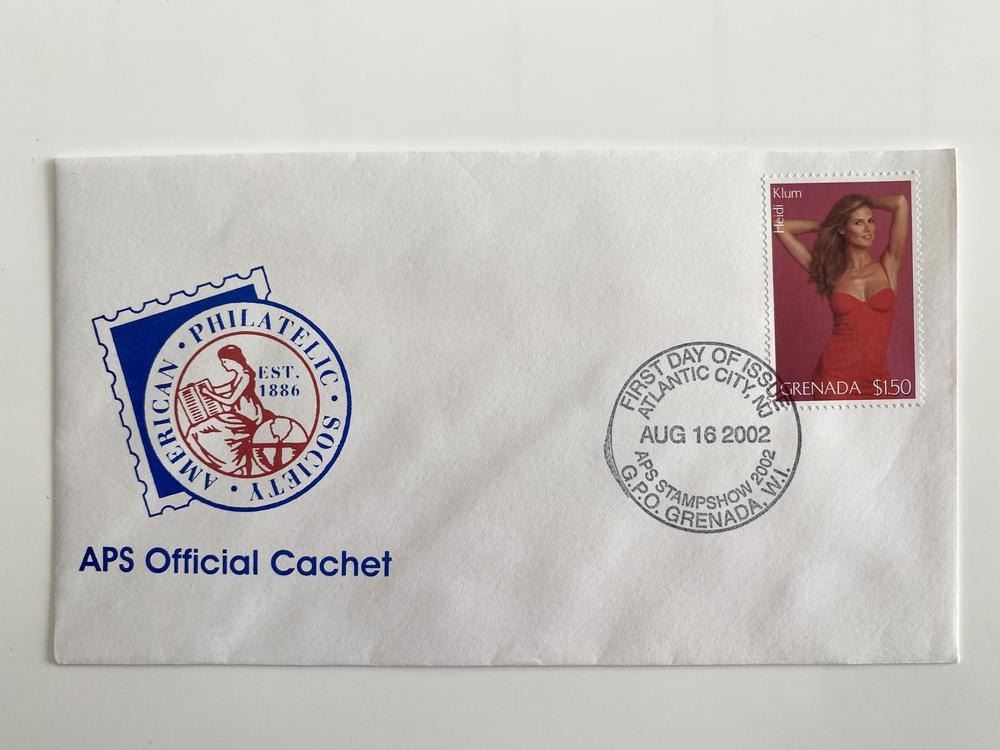 AMERICAN • PHILATELIC • SOCIETY •
EST.
1886
APS Official Cachet
Heidi Klum
GRENADA $1.50
FIRST DAY OF ISSUE
ATLANTIC CITY, NJ
AUG 16 2002
APS STAMPSHOW 2002
G.P.O. GRENADA, W.I.